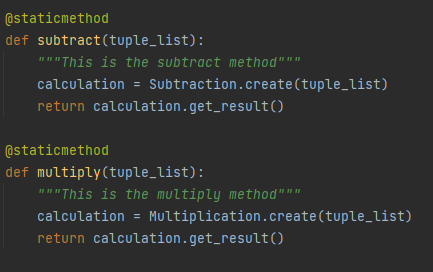 @staticmethod
def subtract(tuple_list):
    """This is the subtract method"""
    calculation = Subtraction.create(tuple_list)
    return calculation.get_result()

@staticmethod
def multiply(tuple_list):
    """This is the multiply method"""
    calculation = Multiplication.create(tuple_list)
    return calculation.get_result()